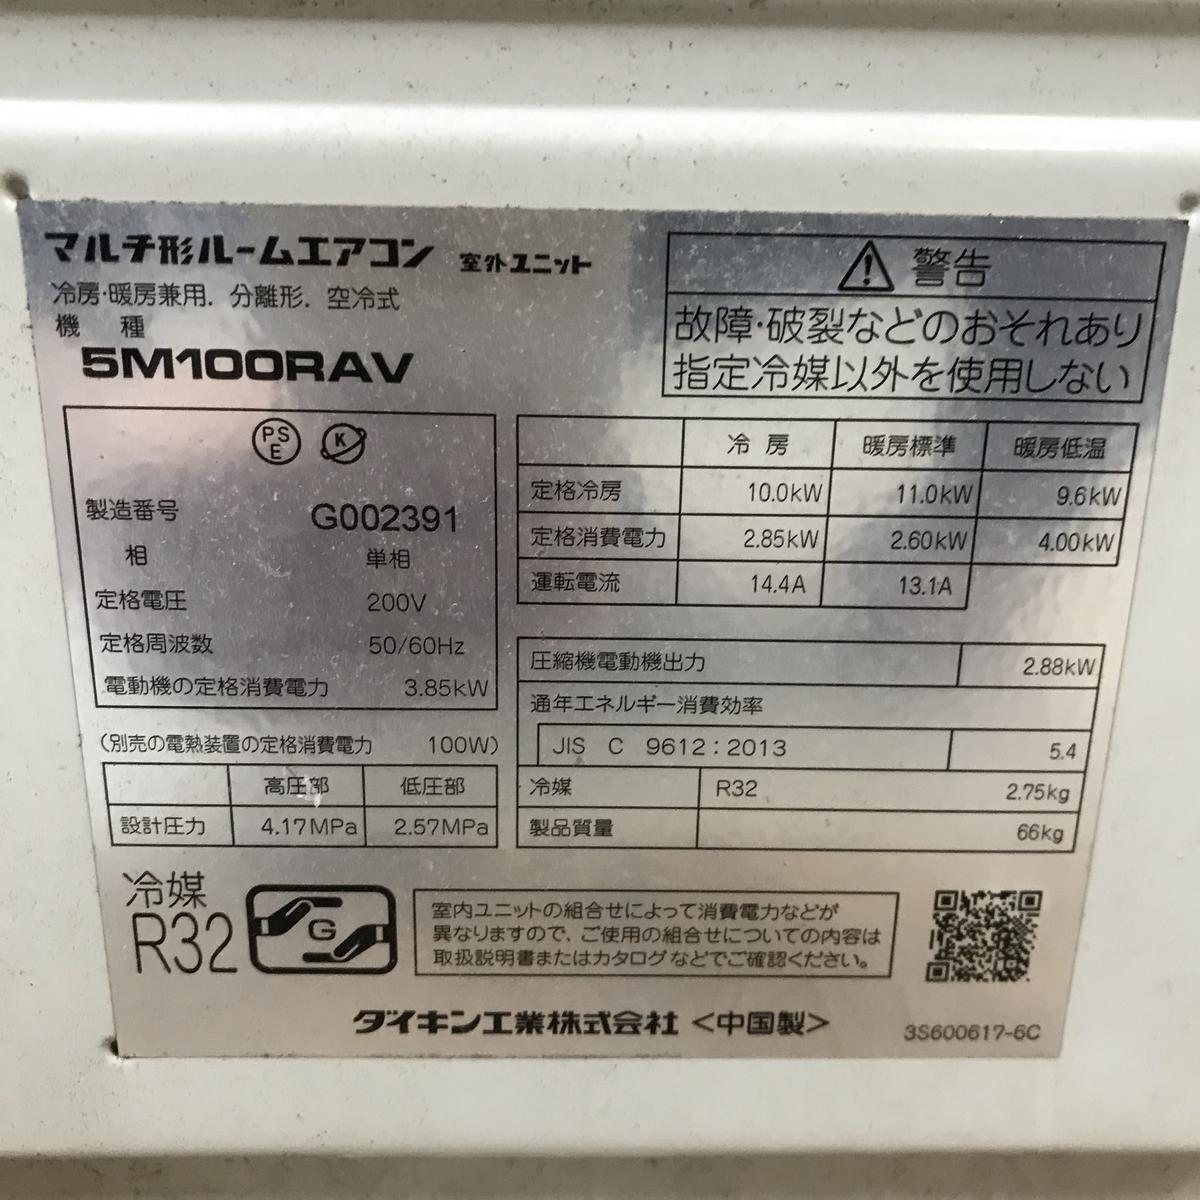 マルチ形ルームエアコン 室外ユニット
冷房・暖房兼用．分離形．空冷式
機 種
5M100RAV
警告
故障・破裂などのおそれあり
指定冷媒以外を使用しない
PS
E
K
製造番号 G002391
相 単相
定格電圧 200V
定格周波数 50/60Hz
電動機の定格消費電力 3.85kW
(別売の電熱装置の定格消費電力 100W)
高圧部 低圧部
設計圧力 4.17MPa 2.57MPa
冷 房 暖房標準 暖房低温
定格冷房 10.0kW 11.0kW 9.6kW
定格消費電力 2.85kW 2.60kW 4.00kW
運転電流 14.4A 13.1A
圧縮機電動機出力 2.88kW
通年エネルギー消費効率
JIS C 9612：2013 5.4
冷媒 R32 2.75kg
製品質量 66kg
冷媒
R32
G
室内ユニットの組合せによって消費電力などが
異なりますので、ご使用の組合せについての内容は
取扱説明書またはカタログなどでご確認ください。
ダイキン工業株式会社 <中国製>
3S600617-6C